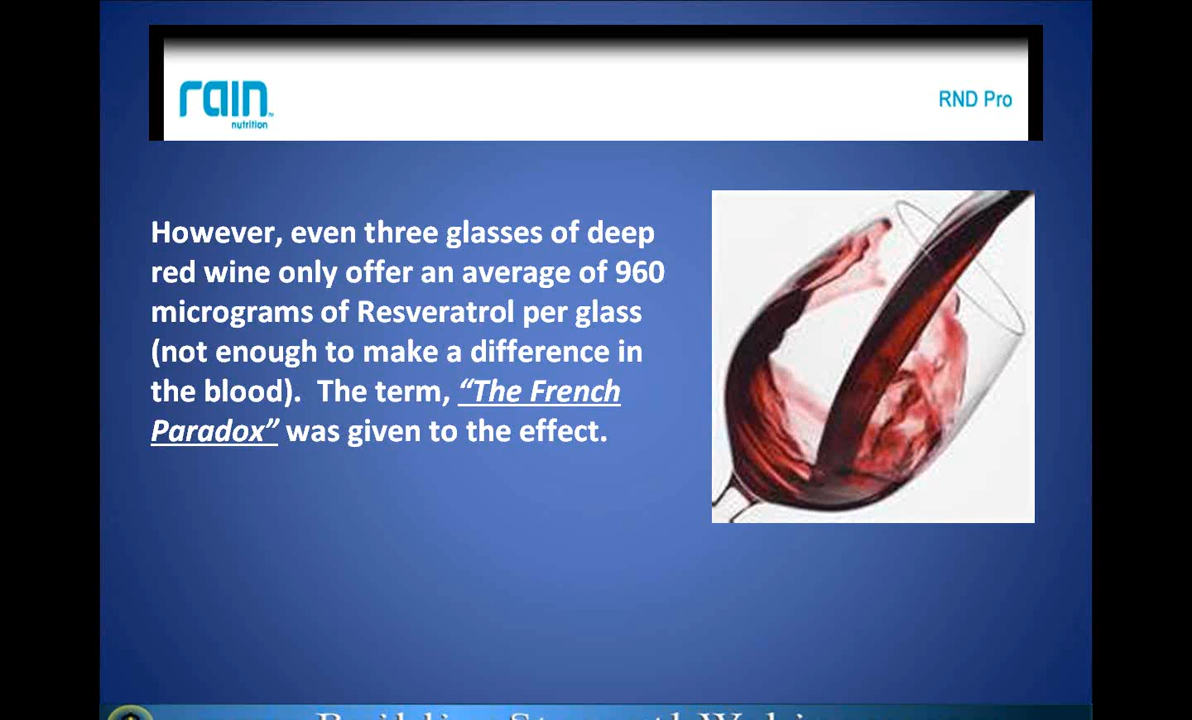 rain
nutrition
RND Pro
However, even three glasses of deep
red wine only offer an average of 960
micrograms of Resveratrol per glass
(not enough to make a difference in
the blood). The term, “The French
Paradox” was given to the effect.